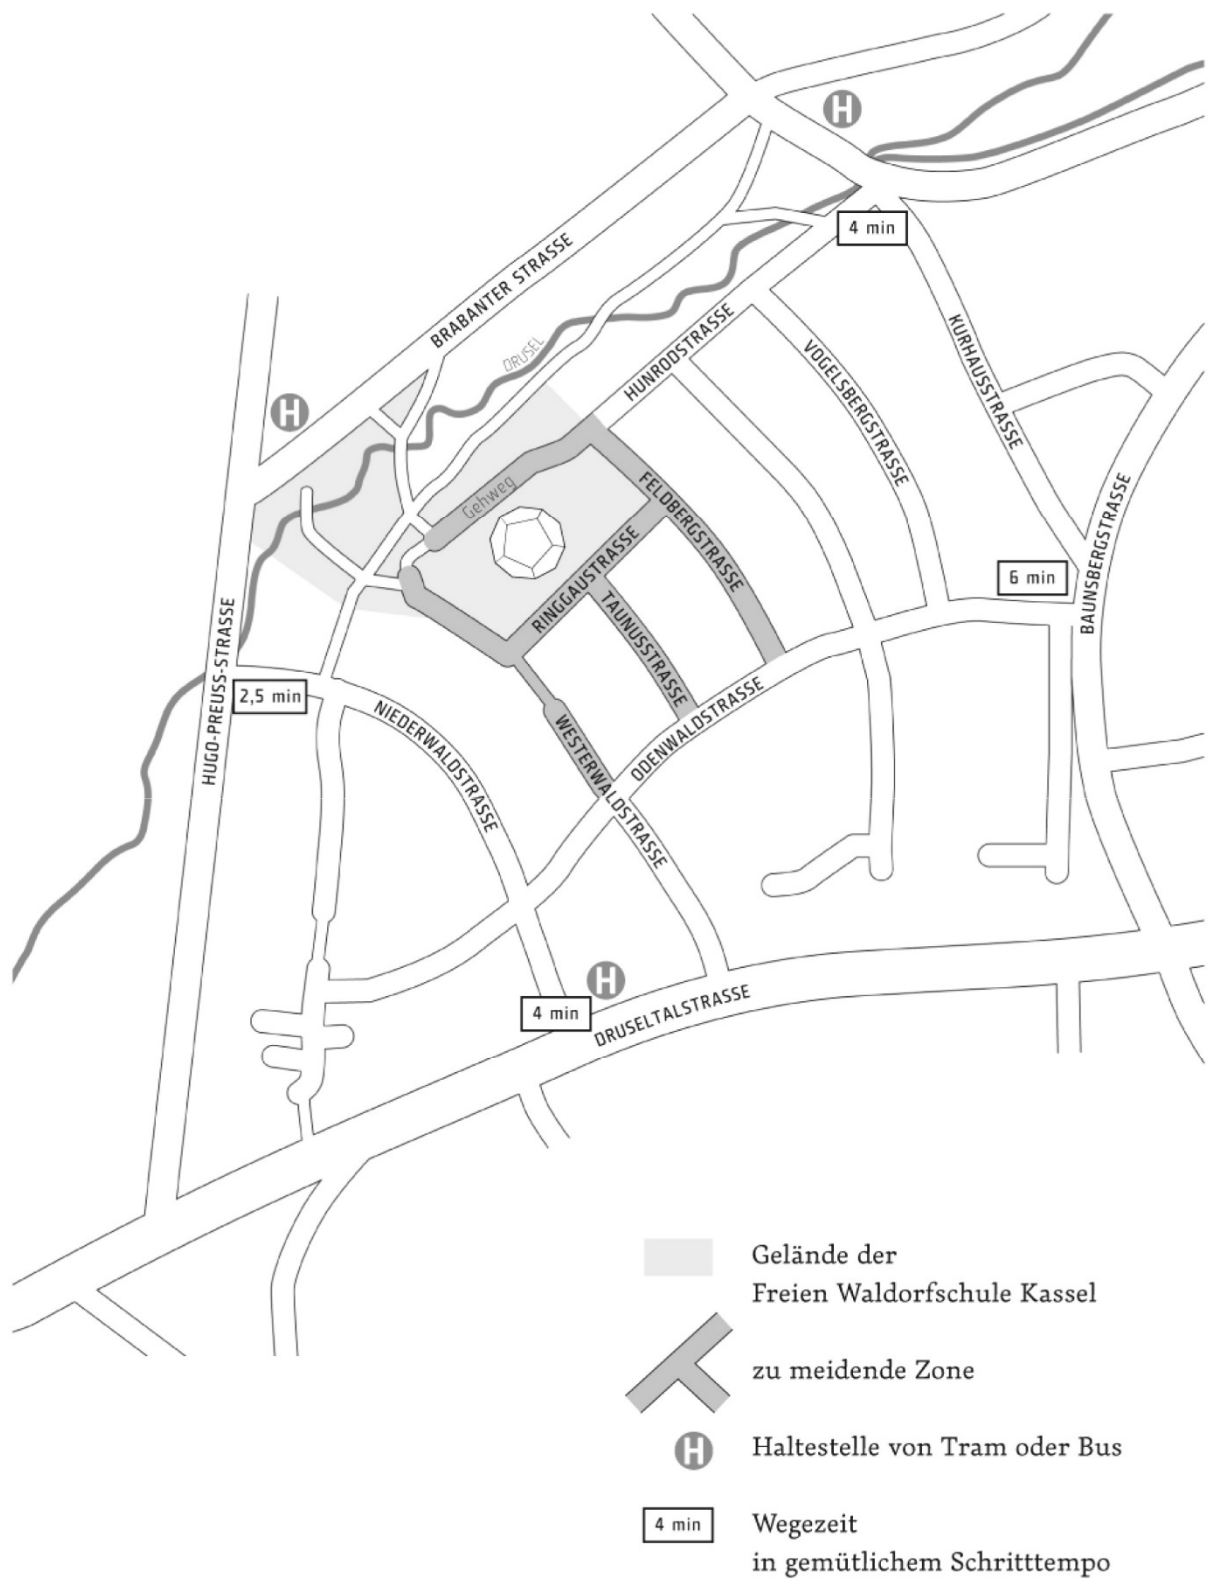 H
4 min
BRABANTER STRASSE
DRUSEL
HUNRODSTRASSE
VOGELSBERGSTRASSE
KURHAUSSTRASSE
H
Gehweg
FELDBERGSTRASSE
BAUNSBERGSTRASSE
RINGGAUSTRASSE
TAUNUSSTRASSE
6 min
HUGO-PREUSS-STRASSE
2,5 min
NIEDERWALDSTRASSE
WESTERWALDSTRASSE
ODENWALDSTRASSE
H
4 min
DRUSELTALSTRASSE
Gelände der
Freien Waldorfschule Kassel
zu meidende Zone
H
Haltestelle von Tram oder Bus
4 min
Wegezeit
in gemütlichem Schritttempo